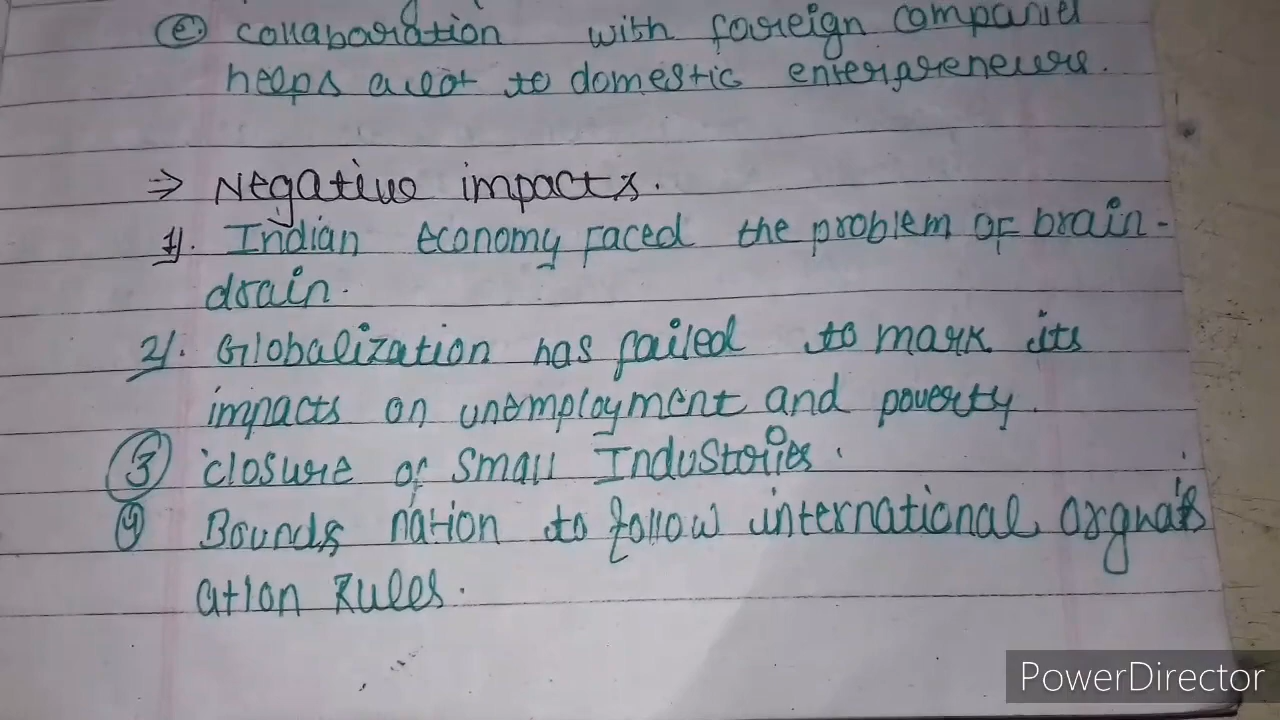 (e) collaboration with foreign companies
helps a lot to domestic enterpreneure.
⇒ Negative impacts.
1). Indian economy faced the problem of brain-
drain.
2). Globalization has failed to mark its
impacts on unemployment and poverty.
(3) closure of small Industries.
(4) Bounds nation to follow international orgnais
ation Rules.
PowerDirector